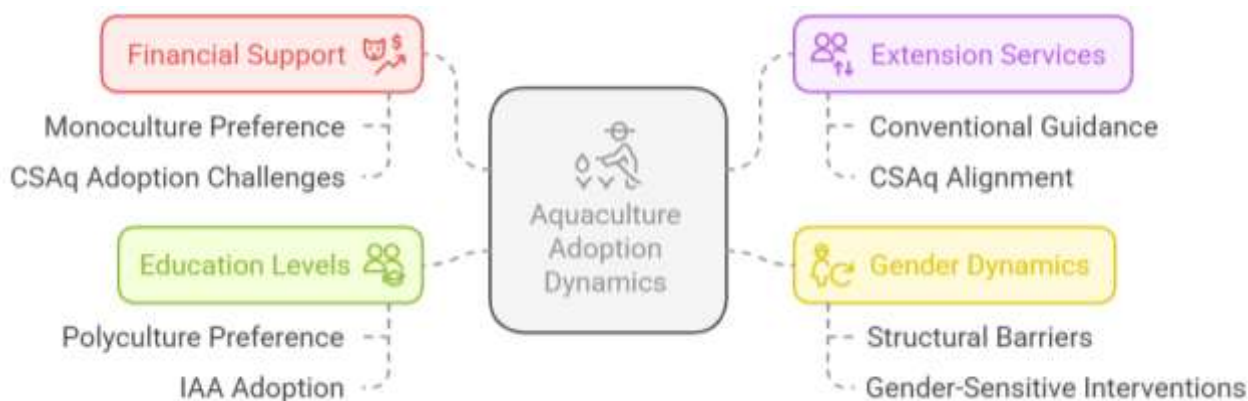 Financial Support
Monoculture Preference
CSAq Adoption Challenges
Education Levels
Polyculture Preference
IAA Adoption
Aquaculture
Adoption
Dynamics
Extension Services
Conventional Guidance
CSAq Alignment
Gender Dynamics
Structural Barriers
Gender-Sensitive Interventions